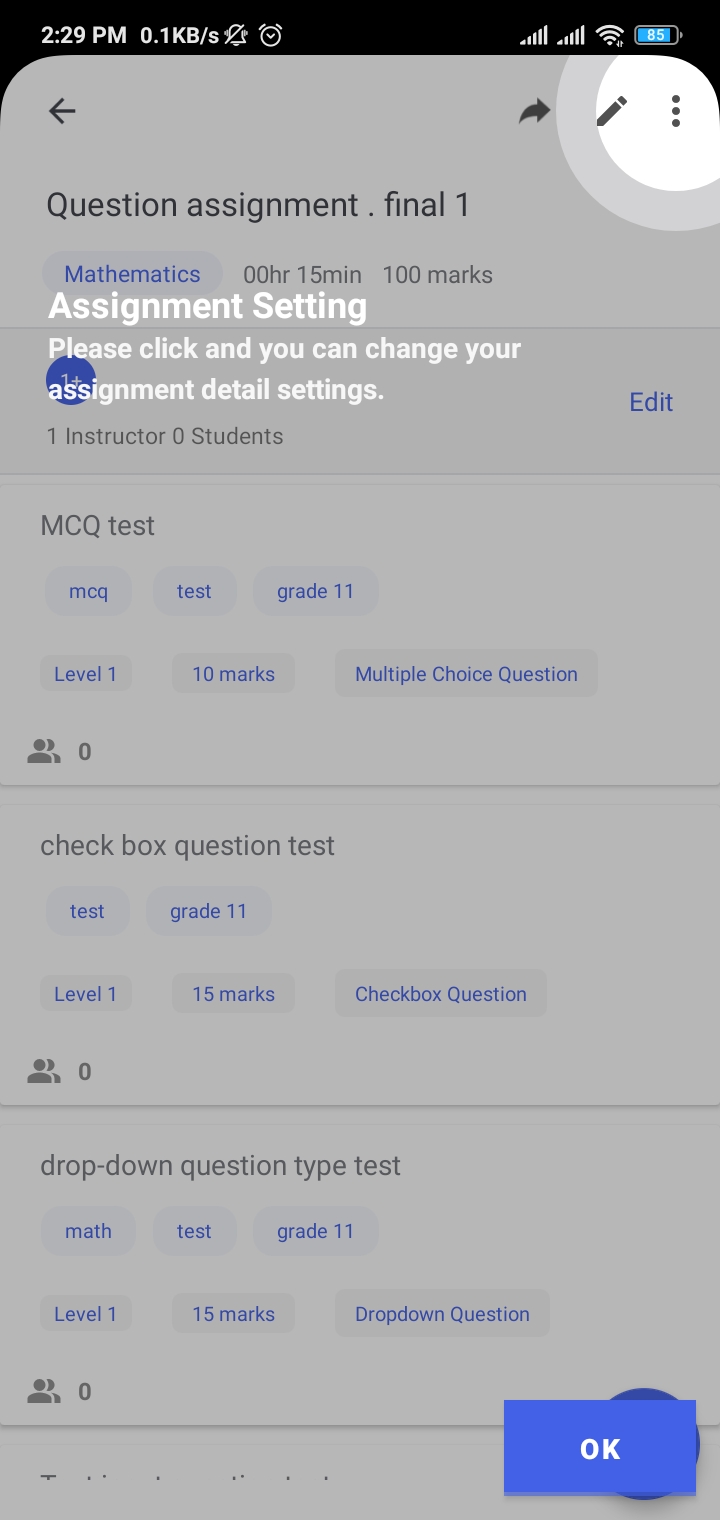 2:29 PM 0.1KB/s 85
Question assignment . final 1
Mathematics 00hr 15min 100 marks
Assignment Setting
Please click and you can change your
assignment detail settings.
1+
Edit
1 Instructor 0 Students
MCQ test
mcq test grade 11
Level 1 10 marks Multiple Choice Question
0
check box question test
test grade 11
Level 1 15 marks Checkbox Question
0
drop-down question type test
math test grade 11
Level 1 15 marks Dropdown Question
0
OK